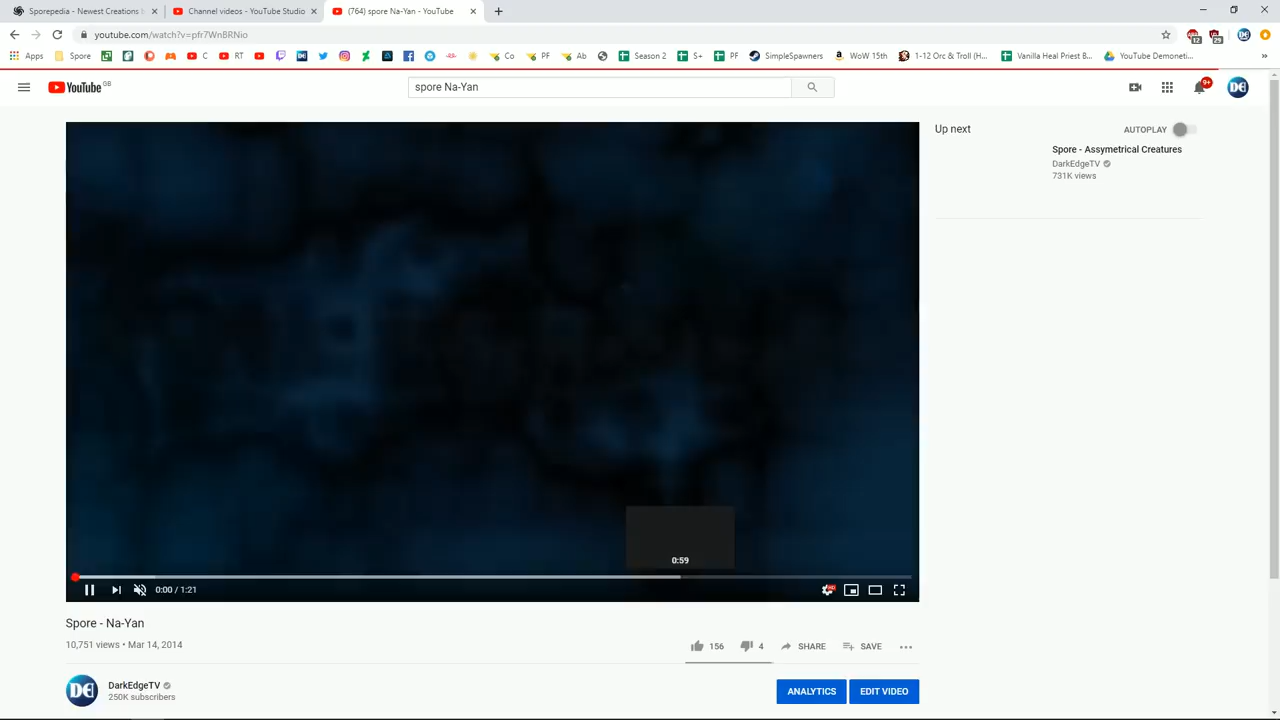 Sporepedia - Newest Creations
Channel videos - YouTube Studio
(764) spore Na-Yan - YouTube
youtube.com/watch?v=pfr7Wn8RNio
Apps
Spore
C
RT
Co
PF
Ab
Season 2
S+
PF
SimpleSpawners
WoW 15th
1-12 Orc & Troll (H...
Vanilla Heal Priest B...
YouTube Demoneti...
YouTube GB
spore Na-Yan
9+
DE
Up next
AUTOPLAY
Spore - Assymetrical Creatures
DarkEdgeTV
731K views
0:59
0:00 / 1:21
HD
Spore - Na-Yan
10,751 views • Mar 14, 2014
156
4
SHARE
SAVE
DE
DarkEdgeTV
250K subscribers
ANALYTICS
EDIT VIDEO